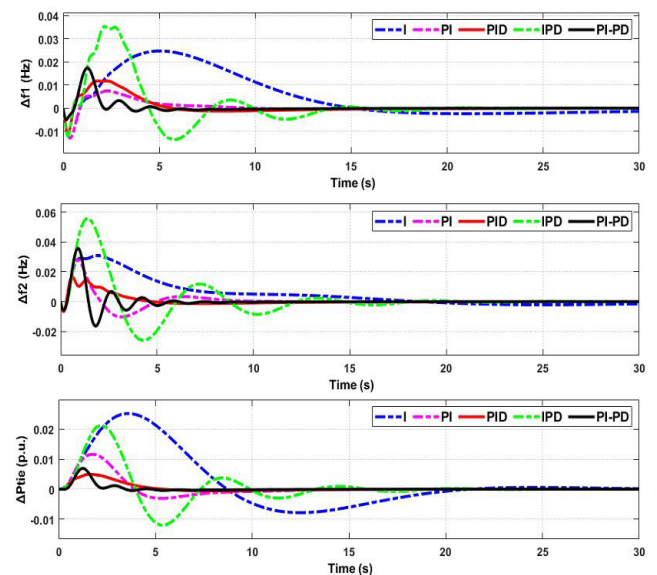 0.04
0.03
0.02
0.01
0
-0.01
Δf1 (Hz)
I PI PID IPD PI-PD
0 5 10 15 20 25 30
Time (s)
0.06
0.04
0.02
0
-0.02
Δf2 (Hz)
I PI PID IPD PI-PD
0 5 10 15 20 25 30
Time (s)
0.02
0.01
0
-0.01
ΔPtie (p.u.)
I PI PID IPD PI-PD
0 5 10 15 20 25 30
Time (s)